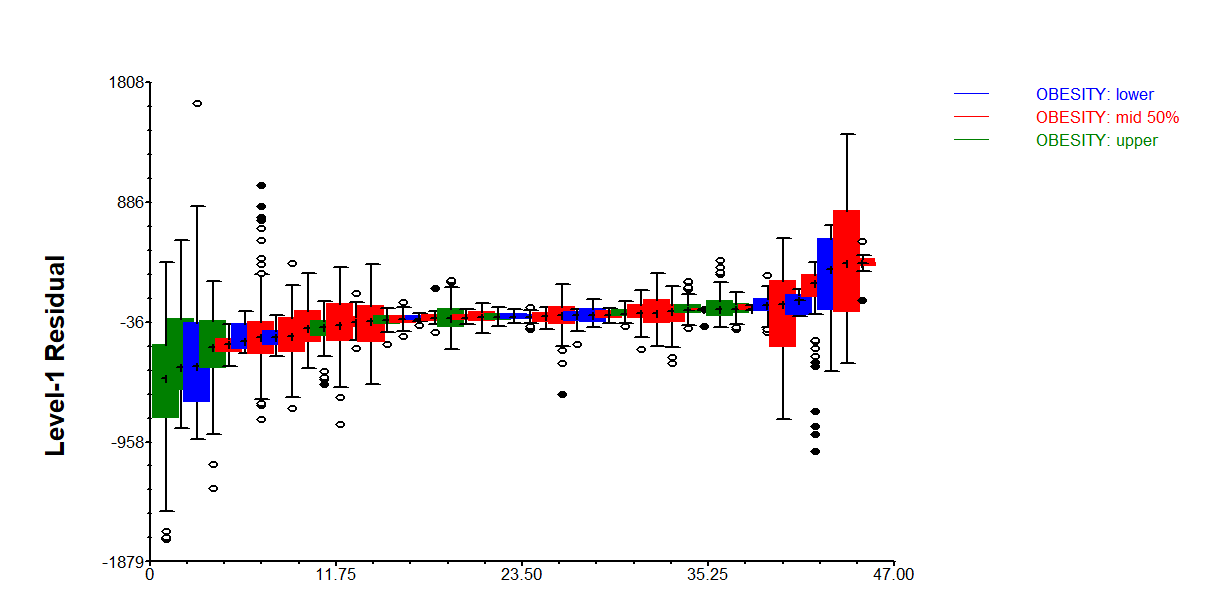 1808
886
-36
-958
-1879
Level-1 Residual
0 11.75 23.50 35.25 47.00
OBESITY: lower
OBESITY: mid 50%
OBESITY: upper